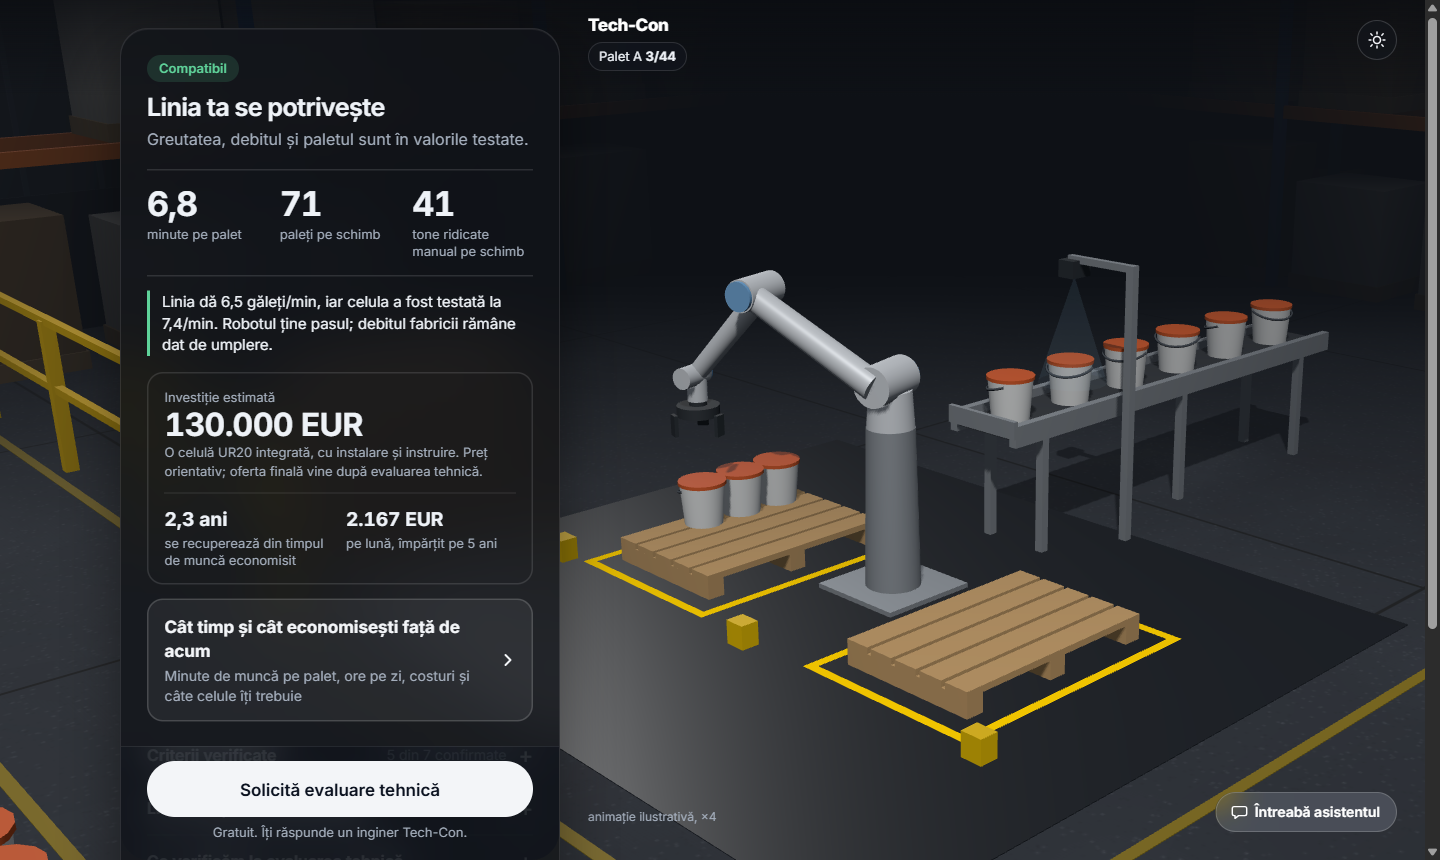 Compatibil
Linia ta se potrivește
Greutatea, debitul și paletul sunt în valorile testate.
6,8
minute pe palet
71
paleți pe schimb
41
tone ridicate
manual pe schimb
Linia dă 6,5 găleți/min, iar celula a fost testată la
7,4/min. Robotul ține pasul; debitul fabricii rămâne
dat de umplere.
Investiție estimată
130.000 EUR
O celulă UR20 integrată, cu instalare și instruire. Preț
orientativ; oferta finală vine după evaluarea tehnică.
2,3 ani
se recuperează din timpul
de muncă economisit
2.167 EUR
pe lună, împărțit pe 5 ani
Cât timp și cât economisești față de
acum
Minute de muncă pe palet, ore pe zi, costuri și
câte celule îți trebuie
Criterii verificate
5 din 7 confirmate
Solicită evaluare tehnică
Gratuit. Îți răspunde un inginer Tech-Con.
Tech-Con
Palet A 3/44
animație ilustrativă, ×4
Întreabă asistentul